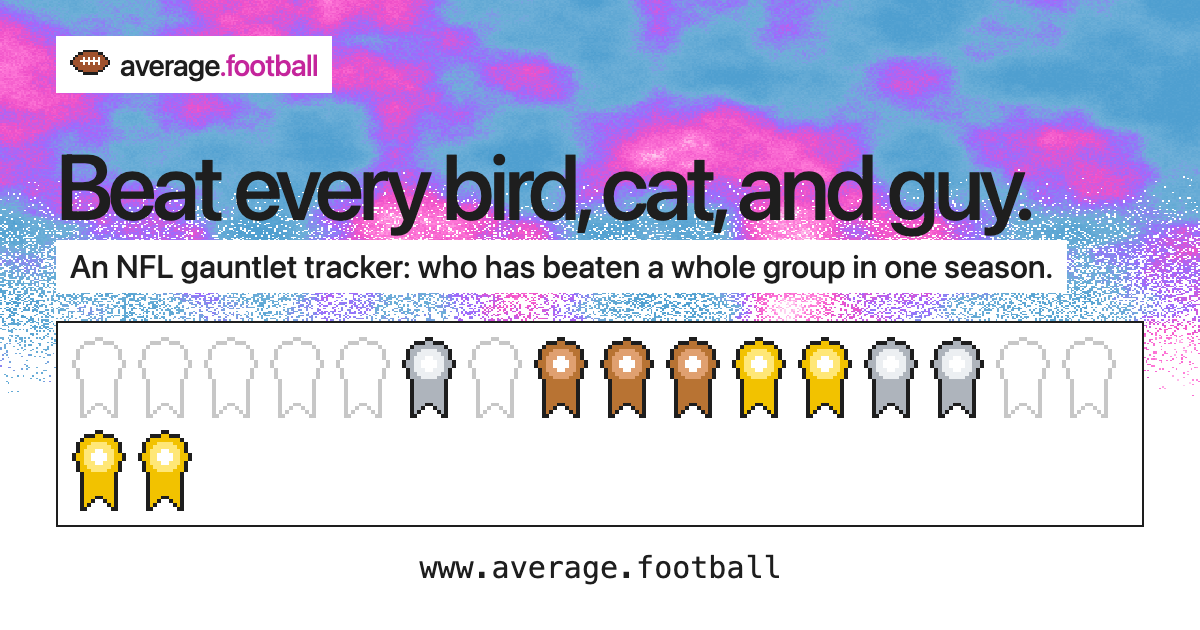 average.football
Beat every bird, cat, and guy.
An NFL gauntlet tracker: who has beaten a whole group in one season.
www.average.football